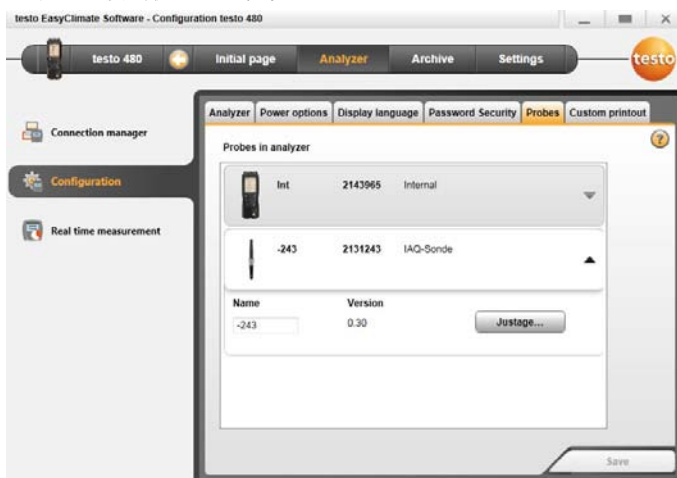 testo EasyClimate Software - Configuration testo 480
testo 480 Initial page Analyzer Archive Settings testo
Analyzer Power options Display language Password Security Probes Custom printout
Connection manager
Configuration
Real time measurement
Probes in analyzer
?
Int 2143965 Internal
-243 2131243 IAQ-Sonde
Name Version
-243 0.30 Justage...
Save